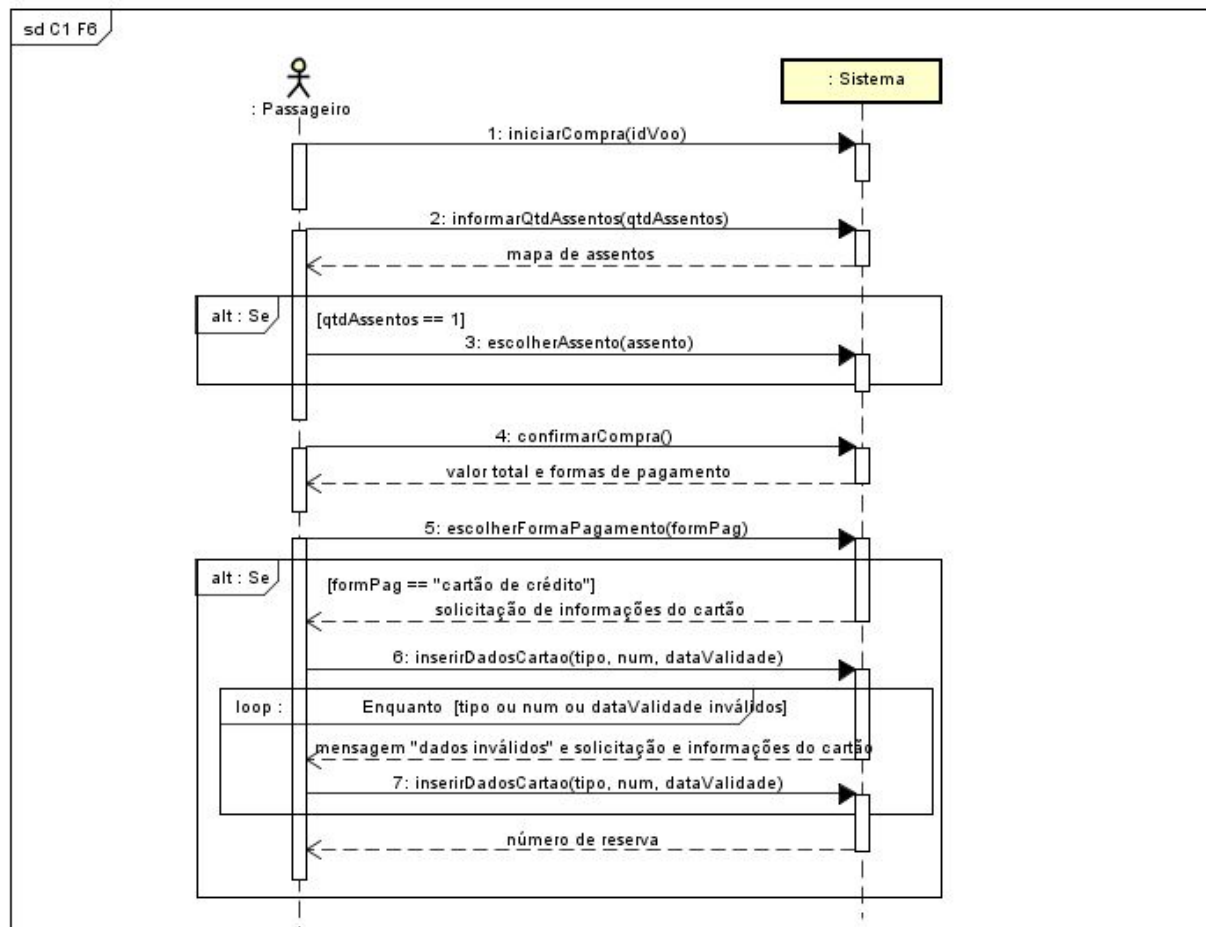 sd C1 F6
: Passageiro
: Sistema
1: iniciarCompra(idVoo)
2: informarQtdAssentos(qtdAssentos)
mapa de assentos
alt : Se
[qtdAssentos == 1]
3: escolherAssento(assento)
4: confirmarCompra()
valor total e formas de pagamento
5: escolherFormaPagamento(formPag)
alt : Se
[formPag == "cartão de crédito"]
solicitação de informações do cartão
6: inserirDadosCartao(tipo, num, dataValidade)
loop :
Enquanto [tipo ou num ou dataValidade inválidos]
mensagem "dados inválidos" e solicitação e informações do cartão
7: inserirDadosCartao(tipo, num, dataValidade)
número de reserva